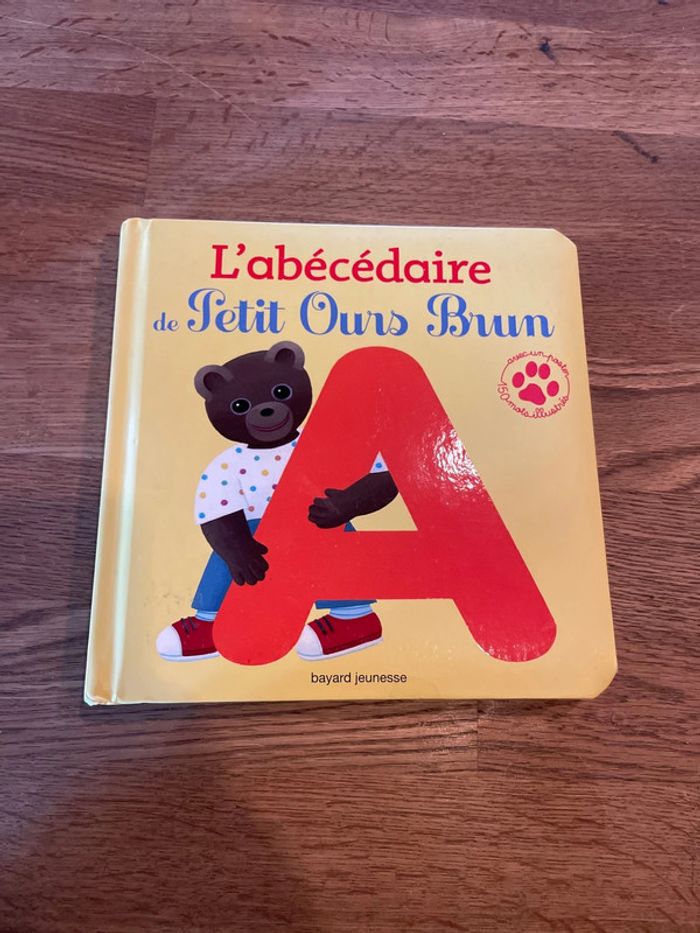 L'abécédaire
de Petit Ours Brun
avec un poster
150 mots illustrés
bayard jeunesse